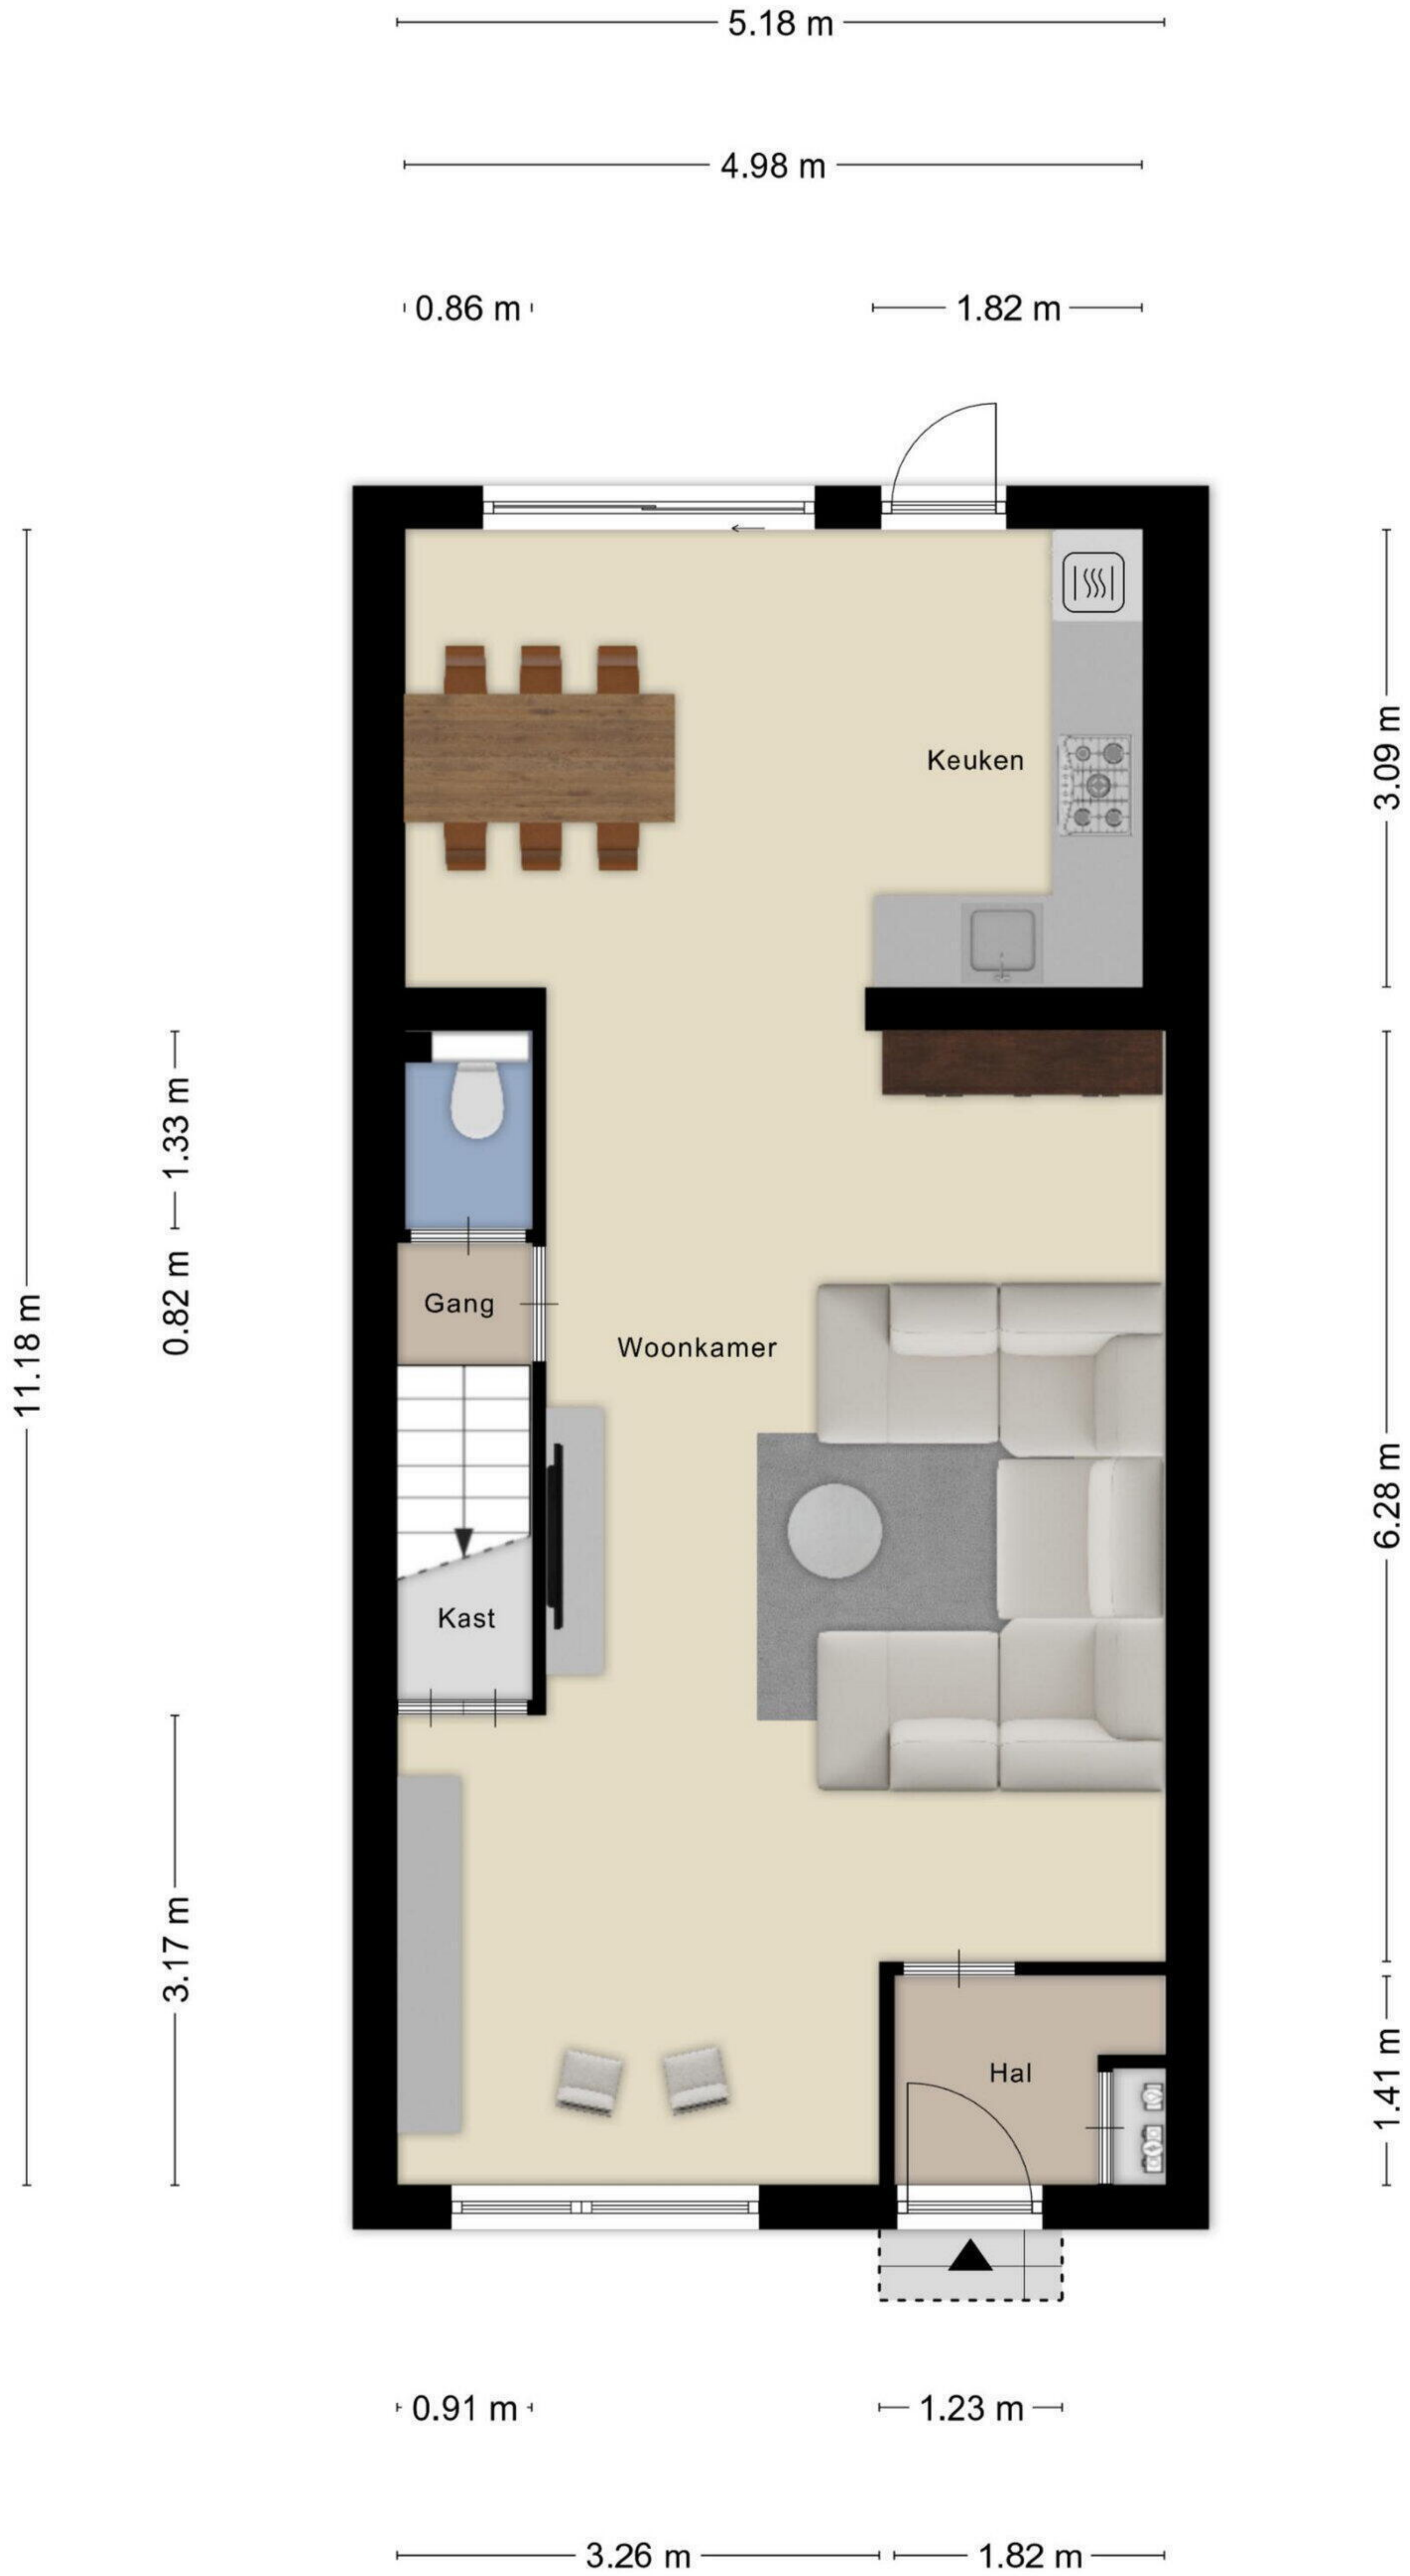 5.18 m
4.98 m
0.86 m
1.82 m
Keuken
3.09 m
1.33 m
0.82 m
Gang
11.18 m
Woonkamer
6.28 m
Kast
3.17 m
Hal
1.41 m
0.91 m
1.23 m
3.26 m
1.82 m